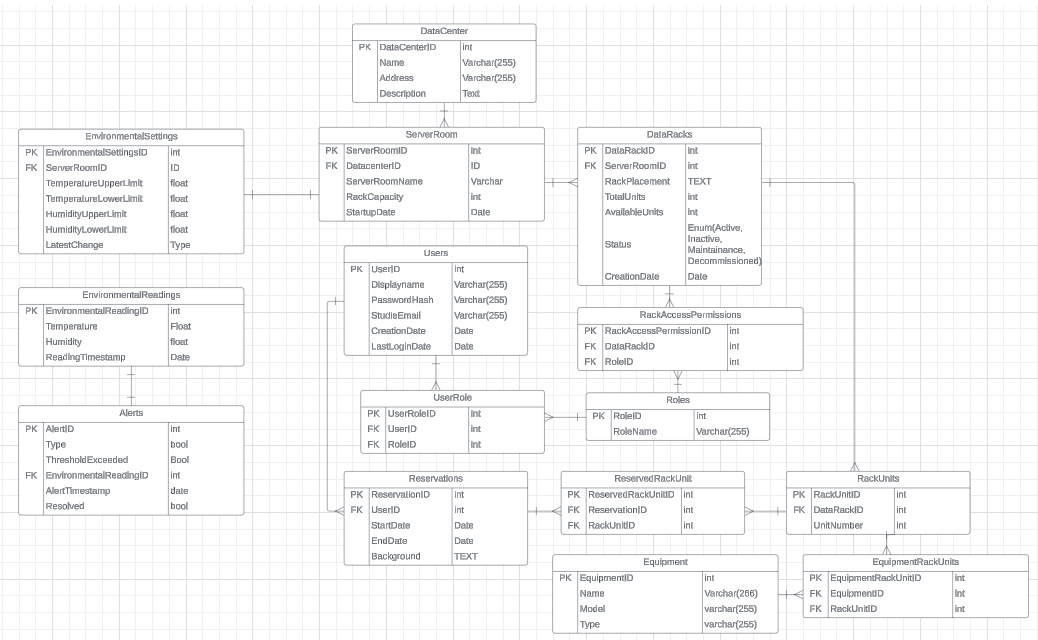 DataCenter
PK DataCenterID int
Name Varchar(255)
Address Varchar(255)
Description Text
EnvironmentalSettings
PK EnvironmentalSettingsID int
FK ServerRoomID ID
TemperatureUpperLimit float
TemperatureLowerLimit float
HumidityUpperLimit float
HumidityLowerLimit float
LatestChange Type
ServerRoom
PK ServerRoomID int
FK DatacenterID ID
ServerRoomName Varchar
RackCapacity int
StartupDate Date
DataRacks
PK DataRackID int
FK ServerRoomID int
RackPlacement TEXT
TotalUnits int
AvailableUnits int
Status Enum(Active,
Inactive,
Maintainance,
Decommissioned)
CreationDate Date
Users
PK UserID int
Displayname Varchar(255)
PasswordHash Varchar(255)
StudieEmail Varchar(255)
CreationDate Date
LastLoginDate Date
EnvironmentalReadings
PK EnvironmentalReadingID int
Temperature Float
Humidity float
ReadingTimestamp Date
RackAccessPermissions
PK RackAccessPermissionID int
FK DataRackID int
FK RoleID int
UserRole
PK UserRoleID int
FK UserID int
FK RoleID int
Roles
PK RoleID int
RoleName Varchar(255)
Alerts
PK AlertID int
Type bool
ThresholdExceeded Bool
FK EnvironmentalReadingID int
AlertTimestamp date
Resolved bool
Reservations
PK ReservationID int
FK UserID int
StartDate Date
EndDate Date
Background TEXT
ReservedRackUnit
PK ReservedRackUnitID int
FK ReservationID int
FK RackUnitID int
RackUnits
PK RackUnitID int
FK DataRackID int
UnitNumber int
Equipment
PK EquipmentID int
Name Varchar(266)
Model varchar(255)
Type varchar(255)
EquipmentRackUnits
PK EquipmentRackUnitID int
FK EquipmentID int
FK RackUnitID int